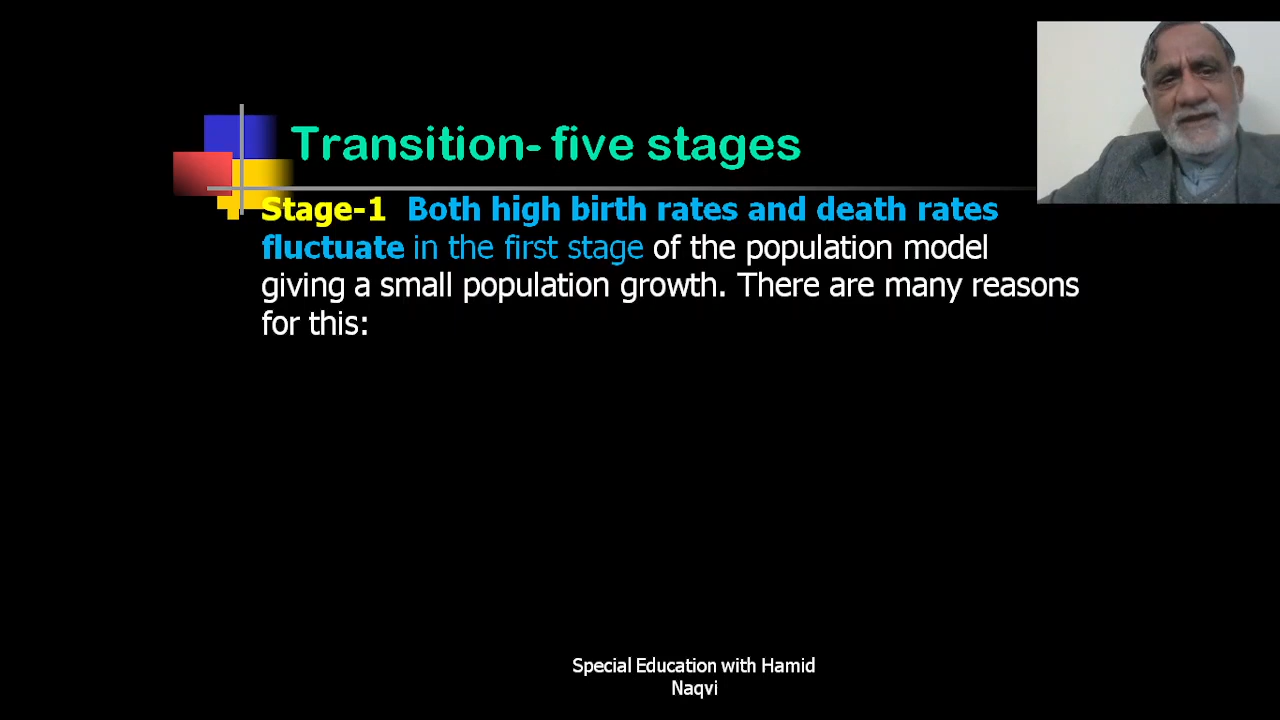 Transition- five stages
Stage-1 Both high birth rates and death rates
fluctuate in the first stage of the population model
giving a small population growth. There are many reasons
for this:
Special Education with Hamid
Naqvi